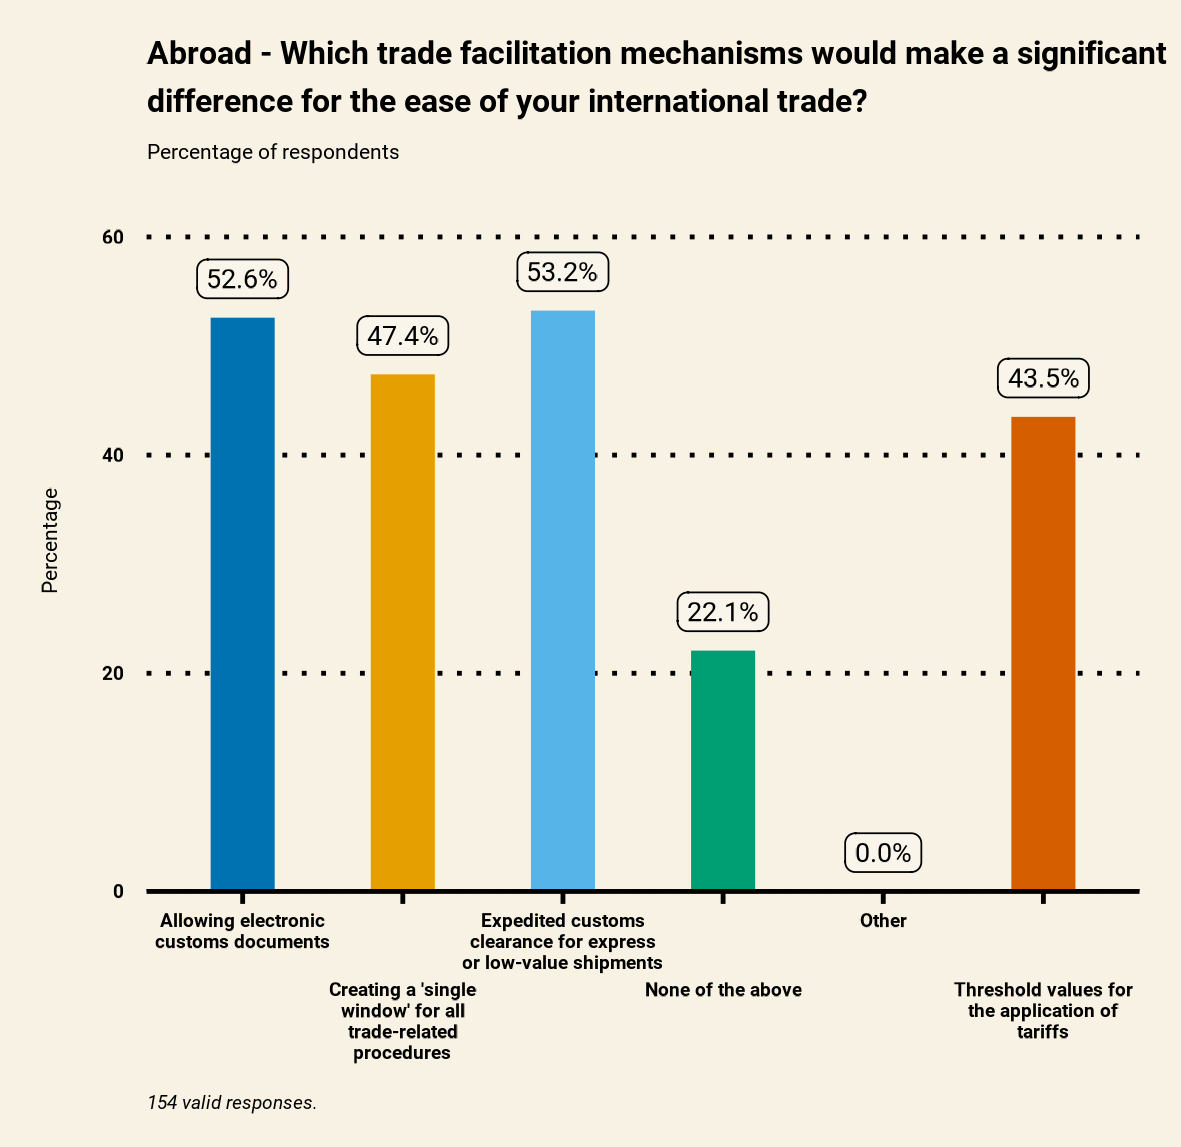 Abroad - Which trade facilitation mechanisms would make a significant
difference for the ease of your international trade?
Percentage of respondents
Percentage
60
40
20
0
52.6%
47.4%
53.2%
22.1%
0.0%
43.5%
Allowing electronic
customs documents
Creating a 'single
window' for all
trade-related
procedures
Expedited customs
clearance for express
or low-value shipments
None of the above
Other
Threshold values for
the application of
tariffs
154 valid responses.